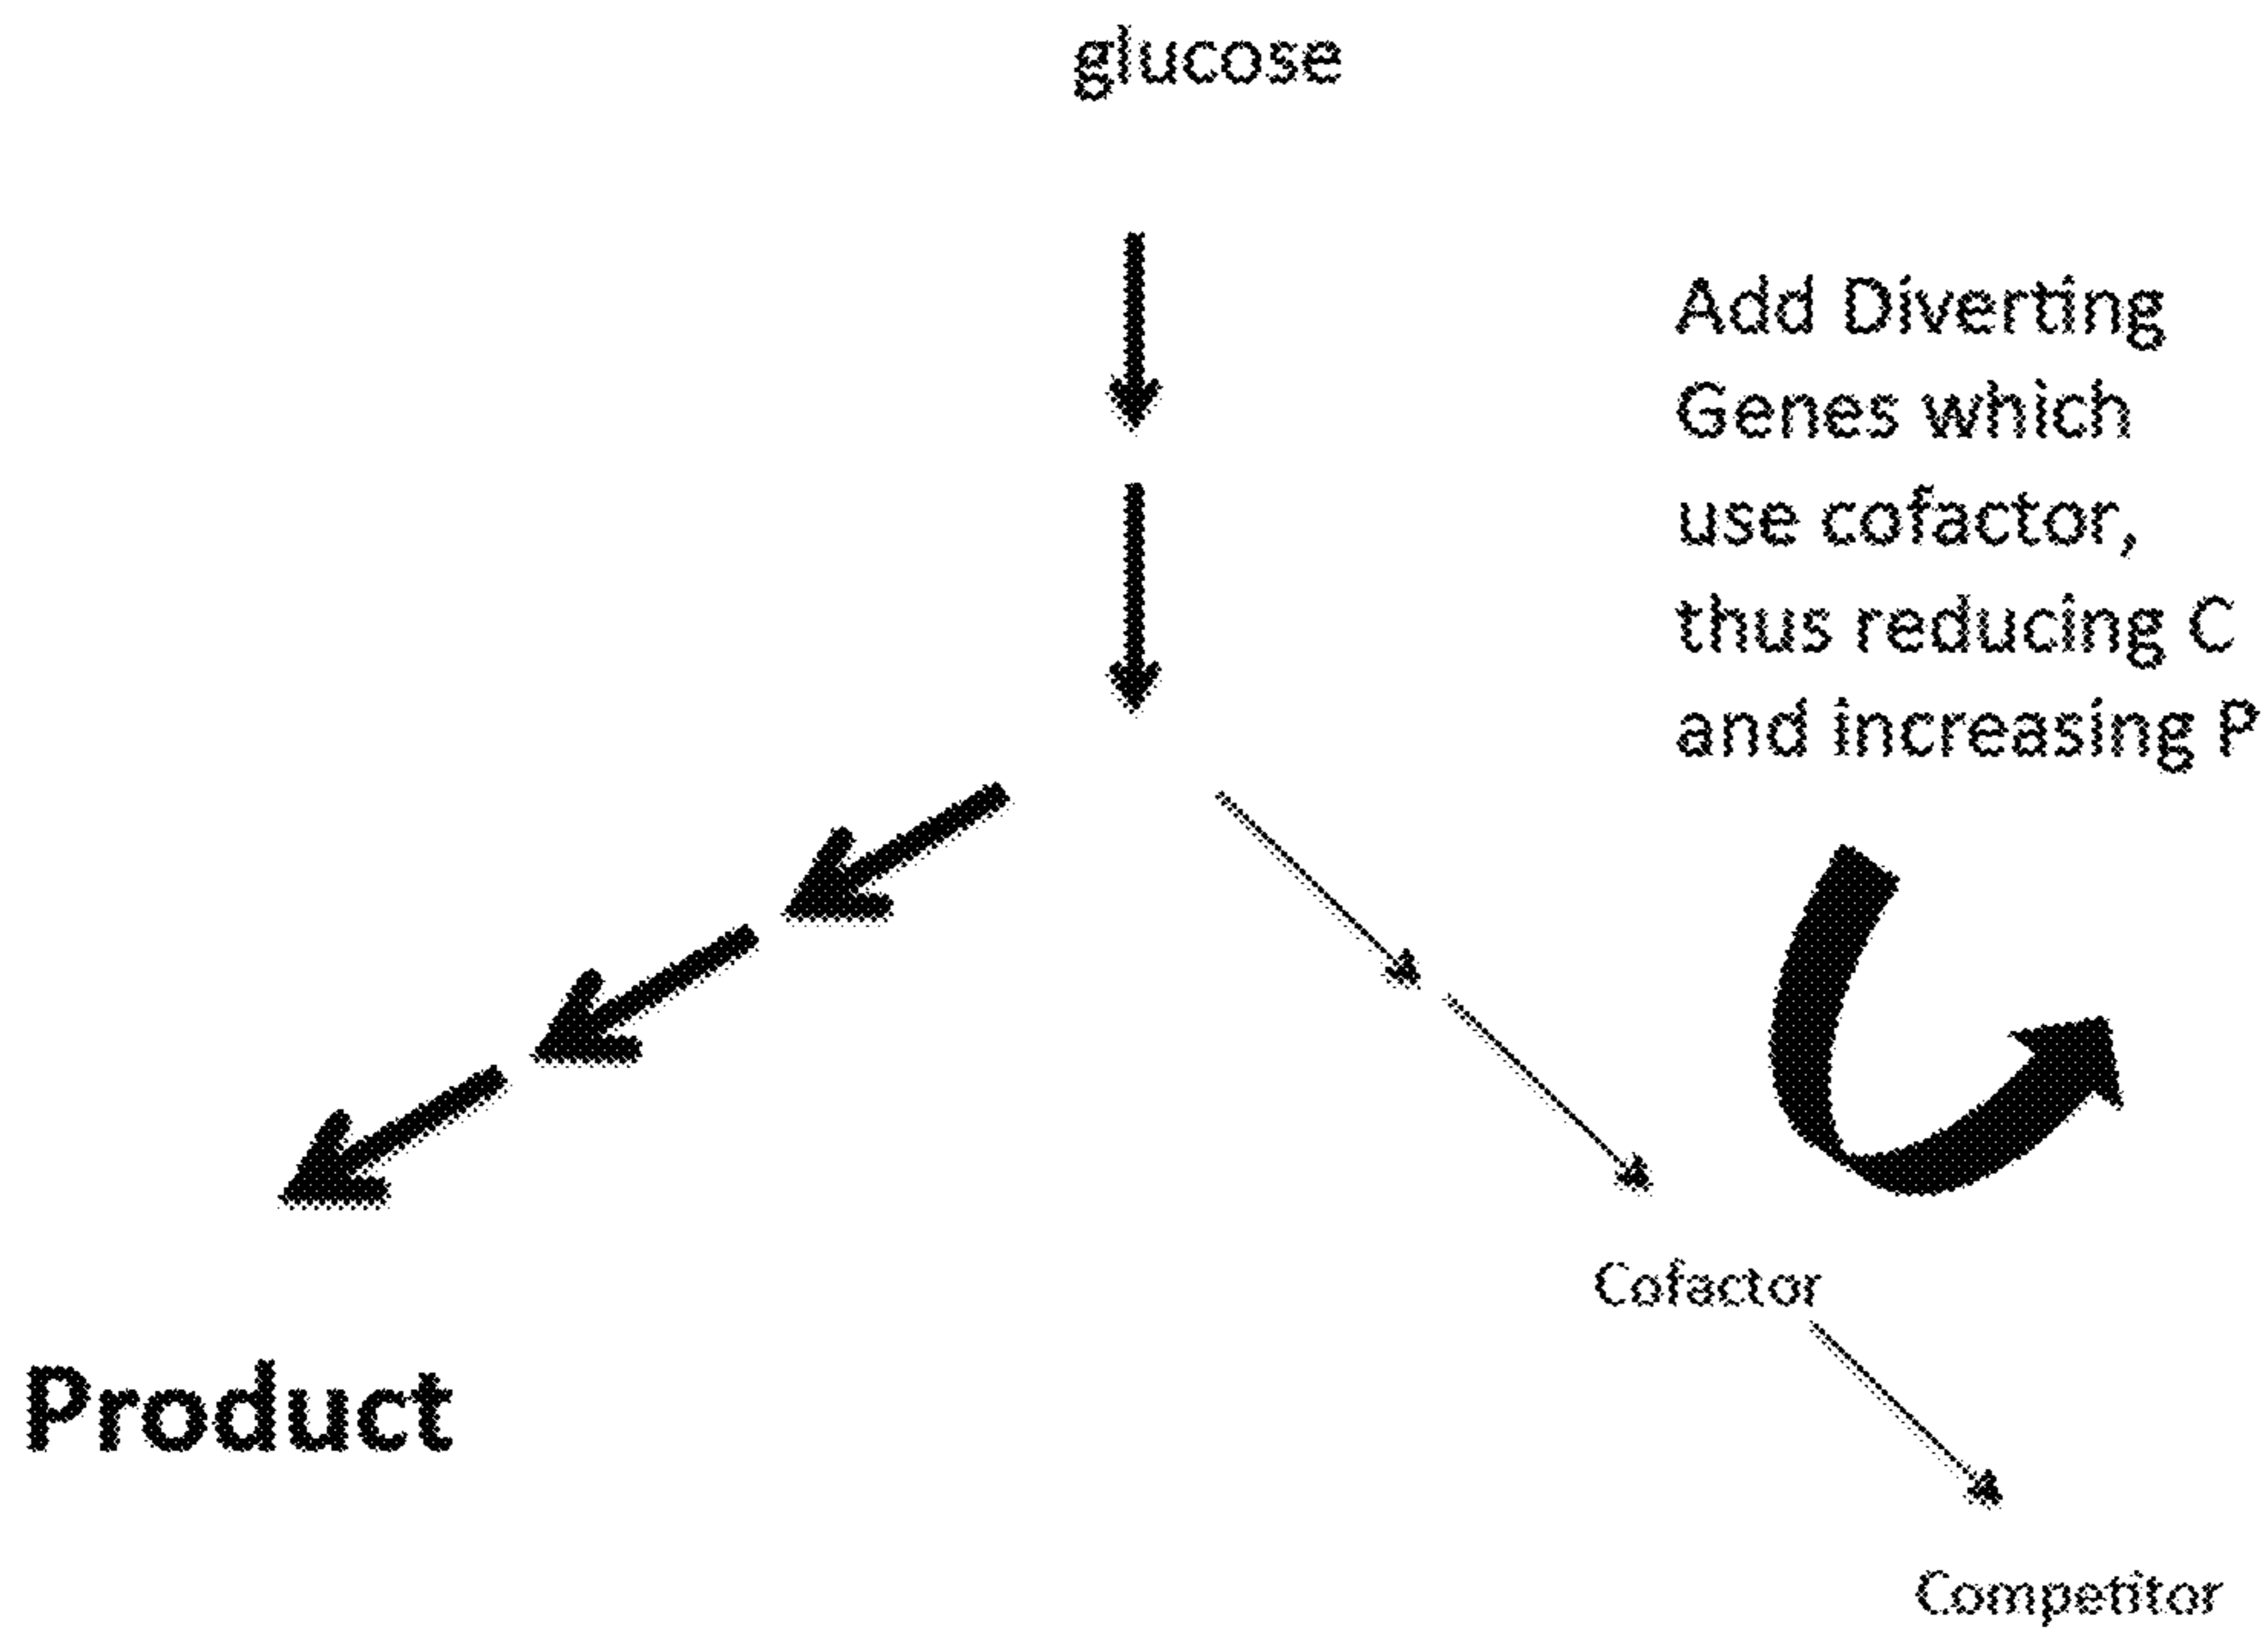 glucose
Add Diverting
Genes which
use cofactor,
thus reducing C
and increasing P
Cofactor
Product
Competitor